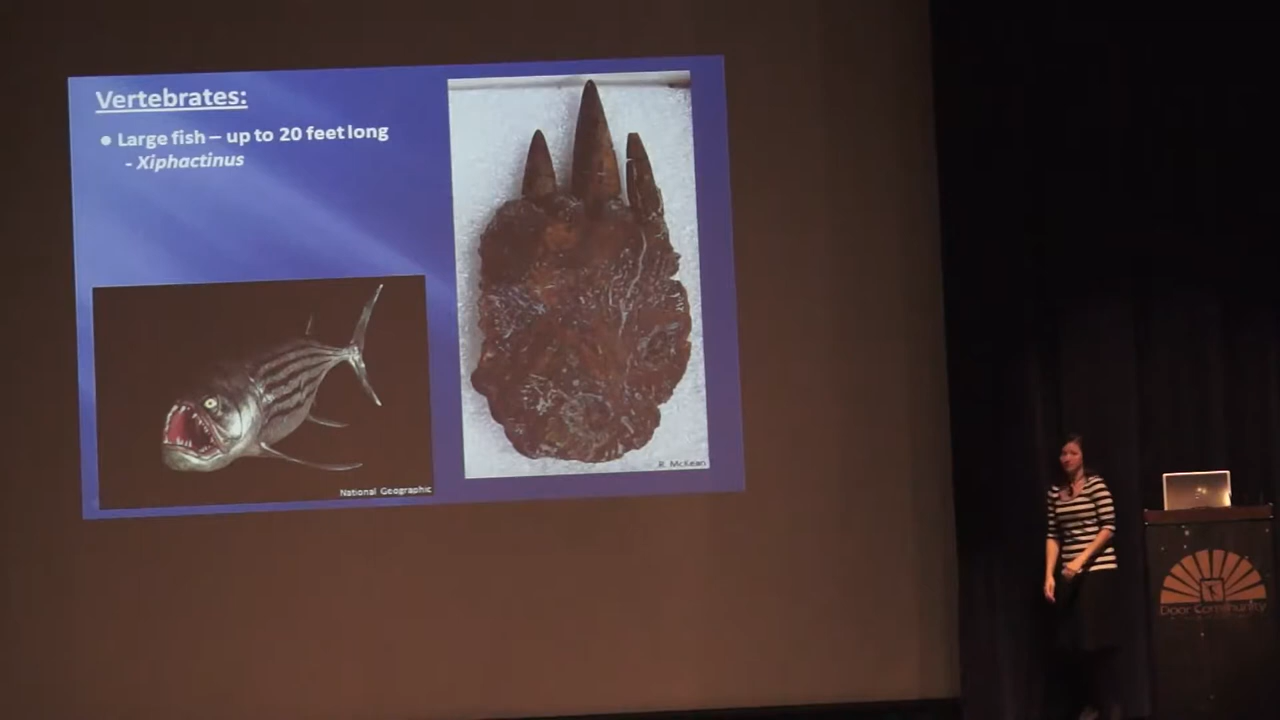 Vertebrates:
● Large fish – up to 20 feet long
- Xiphactinus
National Geographic
R. McKean
Door Community